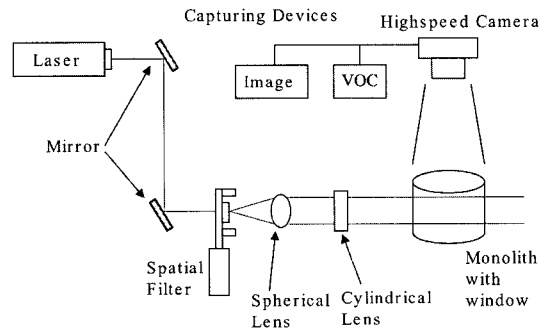 Capturing Devices
Highspeed Camera
Laser
Image
VOC
Mirror
Spatial
Filter
Spherical
Lens
Cylindrical
Lens
Monolith
with
window